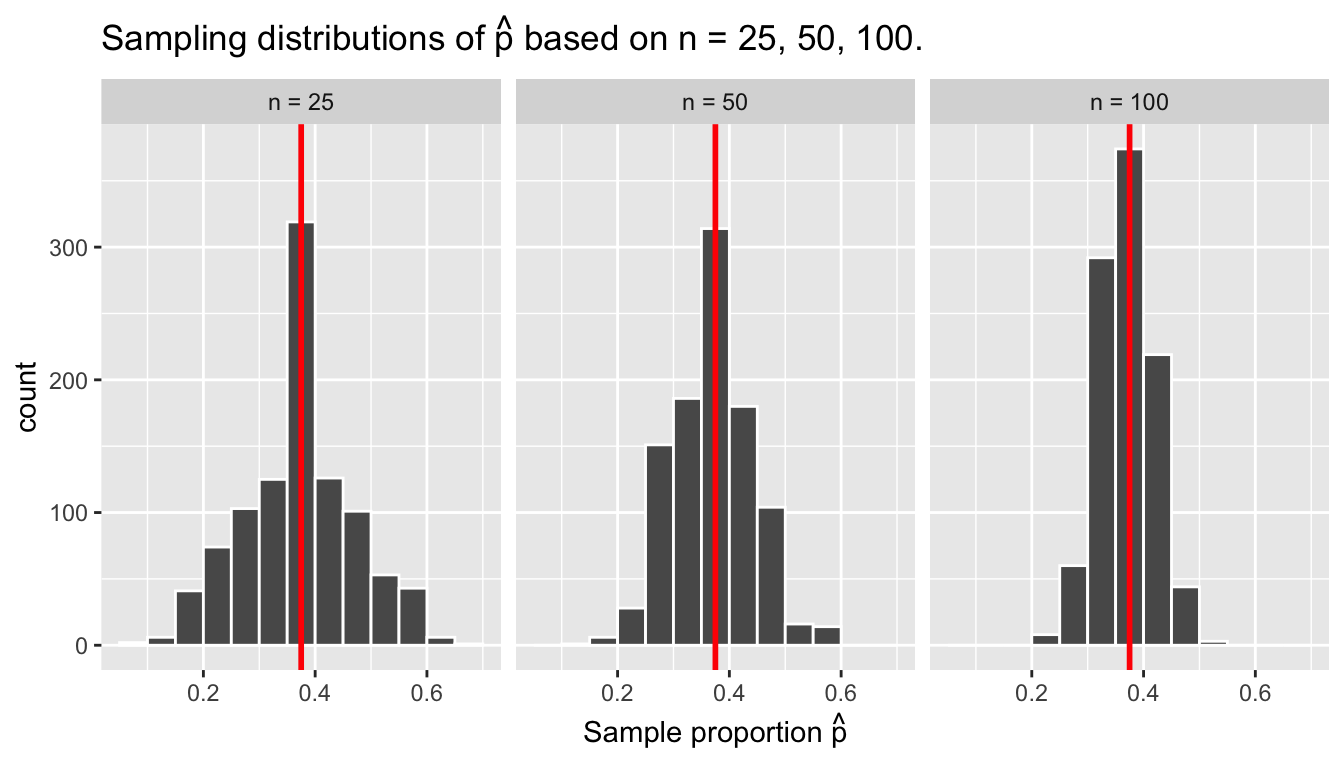 Sampling distributions of p̂ based on n = 25, 50, 100.
n = 25 n = 50 n = 100
300
200
100
0
count
0.2 0.4 0.6 0.2 0.4 0.6 0.2 0.4 0.6
Sample proportion p̂